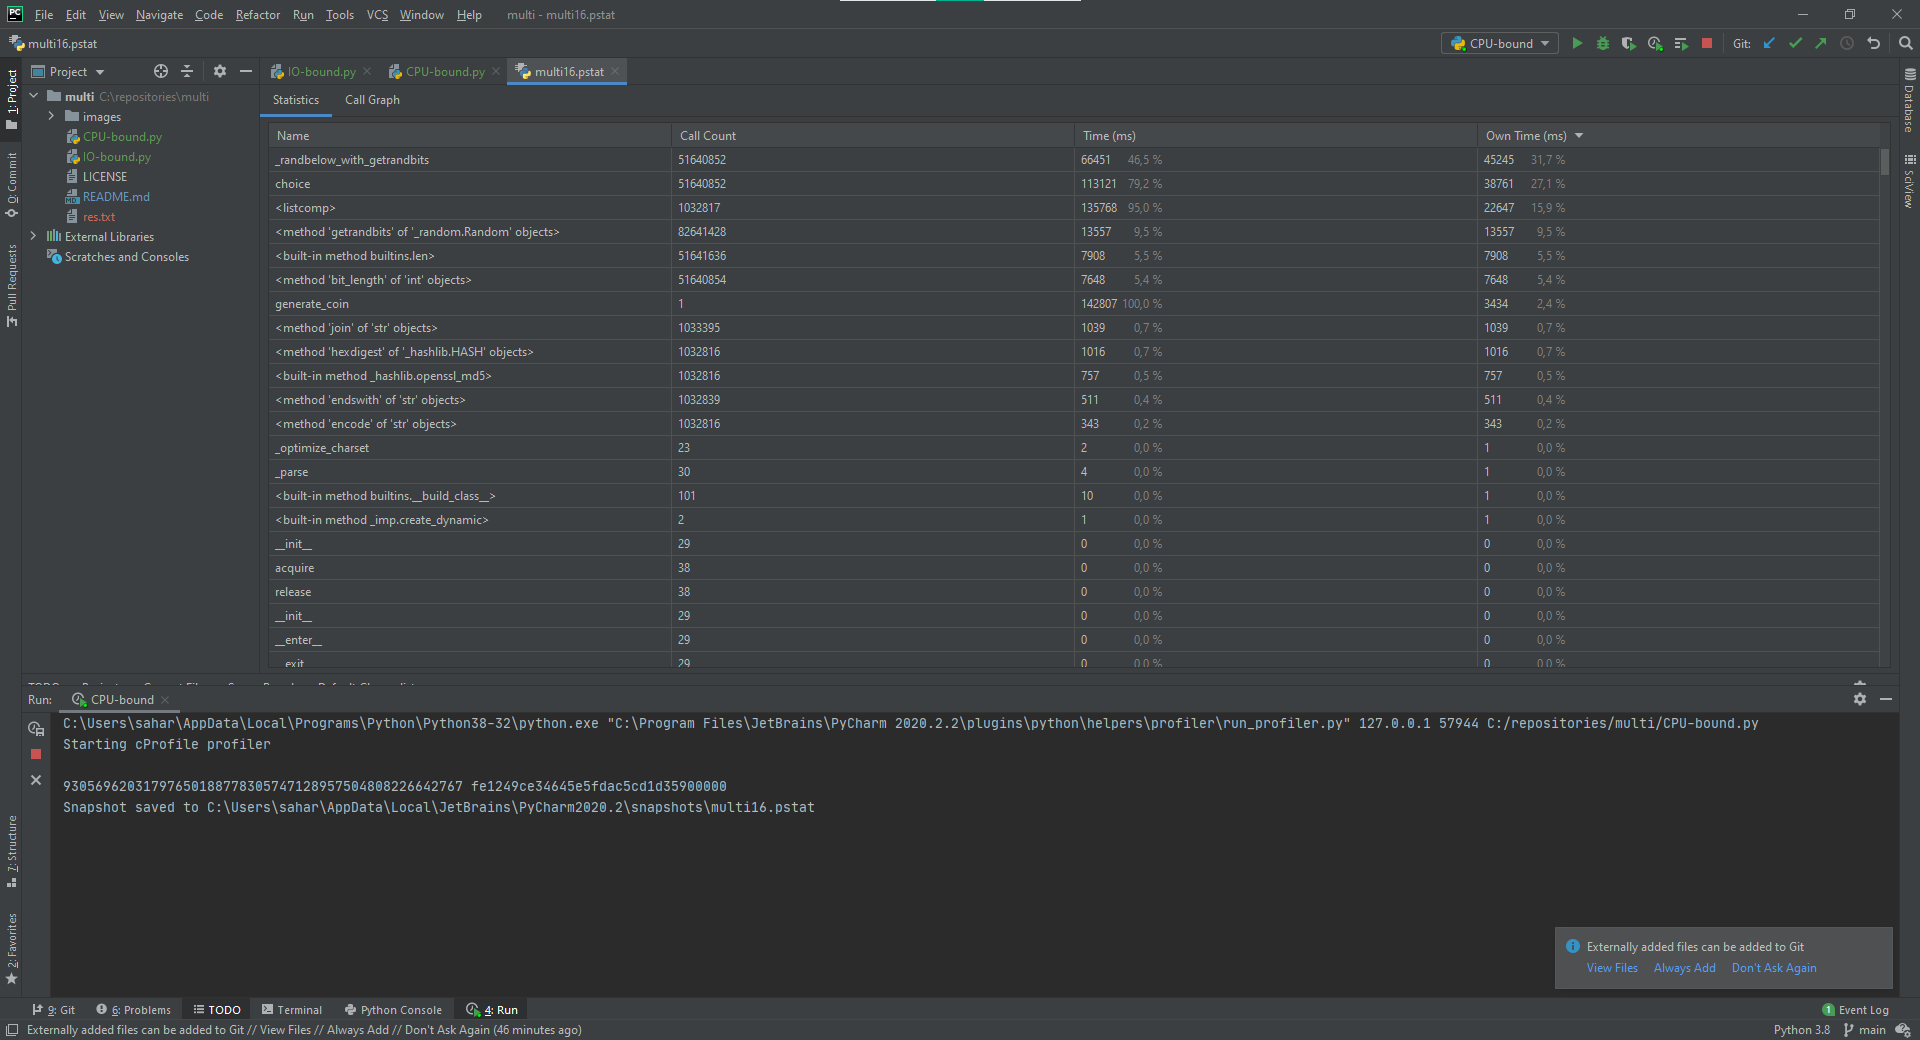 PC File Edit View Navigate Code Refactor Run Tools VCS Window Help multi - multi16.pstat
multi16.pstat CPU-bound Git:
Project IO-bound.py CPU-bound.py multi16.pstat
1: Project
0: Commit
Pull Requests
7: Structure
2: Favorites
Database
SciView
multi C:\repositories\multi
images
CPU-bound.py
IO-bound.py
LICENSE
README.md
res.txt
External Libraries
Scratches and Consoles
Statistics Call Graph
Name Call Count Time (ms) Own Time (ms)
_randbelow_with_getrandbits 51640852 66451 46,5 % 45245 31,7 %
choice 51640852 113121 79,2 % 38761 27,1 %
<listcomp> 1032817 135768 95,0 % 22647 15,9 %
<method 'getrandbits' of '_random.Random' objects> 82641428 13557 9,5 % 13557 9,5 %
<built-in method builtins.len> 51641636 7908 5,5 % 7908 5,5 %
<method 'bit_length' of 'int' objects> 51640854 7648 5,4 % 7648 5,4 %
generate_coin 1 142807 100,0 % 3434 2,4 %
<method 'join' of 'str' objects> 1033395 1039 0,7 % 1039 0,7 %
<method 'hexdigest' of '_hashlib.HASH' objects> 1032816 1016 0,7 % 1016 0,7 %
<built-in method _hashlib.openssl_md5> 1032816 757 0,5 % 757 0,5 %
<method 'endswith' of 'str' objects> 1032839 511 0,4 % 511 0,4 %
<method 'encode' of 'str' objects> 1032816 343 0,2 % 343 0,2 %
_optimize_charset 23 2 0,0 % 1 0,0 %
_parse 30 4 0,0 % 1 0,0 %
<built-in method builtins.__build_class__> 101 10 0,0 % 1 0,0 %
<built-in method _imp.create_dynamic> 2 1 0,0 % 1 0,0 %
__init__ 29 0 0,0 % 0 0,0 %
acquire 38 0 0,0 % 0 0,0 %
release 38 0 0,0 % 0 0,0 %
__init__ 29 0 0,0 % 0 0,0 %
__enter__ 29 0 0,0 % 0 0,0 %
__exit__ 29 0 0,0 % 0 0,0 %
Run: CPU-bound
C:\Users\sahar\AppData\Local\Programs\Python\Python38-32\python.exe "C:\Program Files\JetBrains\PyCharm 2020.2.2\plugins\python\helpers\profiler\run_profiler.py" 127.0.0.1 57944 C:/repositories/multi/CPU-bound.py
Starting cProfile profiler
93056962031797650188778305747128957504808226642767 fe1249ce34645e5fdac5cd1d35900000
Snapshot saved to C:\Users\sahar\AppData\Local\JetBrains\PyCharm2020.2\snapshots\multi16.pstat
Externally added files can be added to Git
View Files Always Add Don't Ask Again
9: Git 6: Problems TODO Terminal Python Console 4: Run 1 Event Log
Externally added files can be added to Git // View Files // Always Add // Don't Ask Again (46 minutes ago) Python 3.8 main